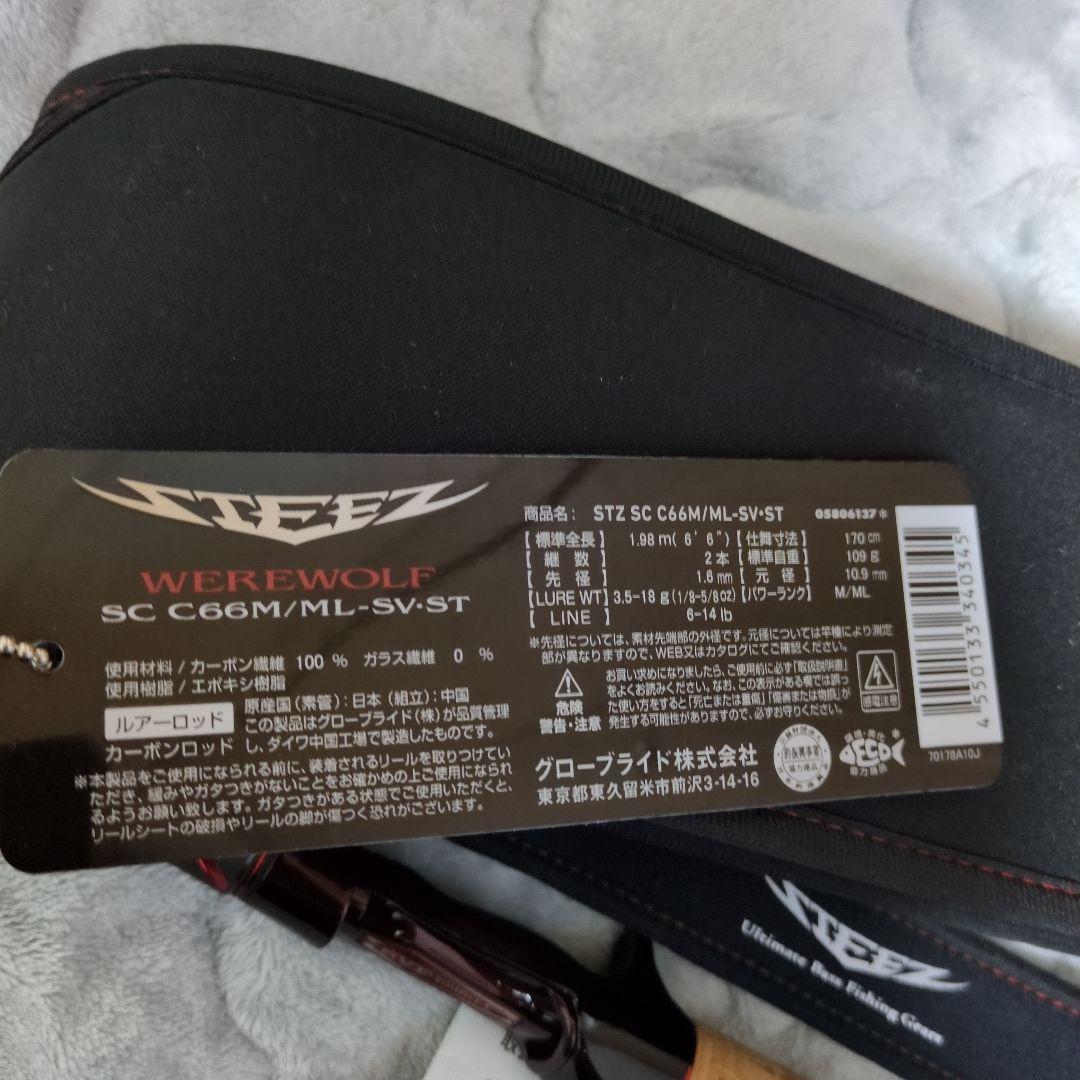 STEEZ
WEREWOLF
SC C66M/ML-SV・ST
使用材料/カーボン繊維 100 % ガラス繊維 0 %
使用樹脂/エポキシ樹脂
ルアーロッド
カーボンロッド
原産国(素管):日本(組立):中国
この製品はグローブライド(株)が品質管理
し、ダイワ中国工場で製造したものです。
※本製品をご使用になられる前に、装着されるリールを取りつけてい
ただき、緩みやガタつきがないことをお確かめの上ご使用になられ
るようお願い致します。ガタつきがある状態でご使用いただくと、
リールシートの破損やリールの脚が傷つく恐れがございます。
商品名: STZ SC C66M/ML-SV・ST 05806137*
【標準全長】 1.98 m( 6' 6")【仕舞寸法】 170 cm
【継数】 2 本【標準自重】 109 g
【先径】 1.6 mm【元径】 10.9 mm
【LURE WT】3.5-18 g(1/8-5/8oz)【パワーランク】 M/ML
【LINE】 6-14 lb
※先径については、素材先端部の外径です。元径については竿種により測定
部が異なりますので、WEB又はカタログにてご確認ください。
危険
警告・注意
お買い求めになりましたら、ご使用前に必ず「取扱説明書」
をよくお読みください。なお、この表示がある場では誤っ
た使い方をすると「死亡または重傷」「傷害または物損」が
発生する可能性がありますので、必ずお守りください。
感電注意
グローブライド株式会社
東京都東久留米市前沢3-14-16
協力商品
環境・美化
ECO
協力商品
4550133340345
70178A10J
STEEZ
Ultimate Bass Fishing Gears